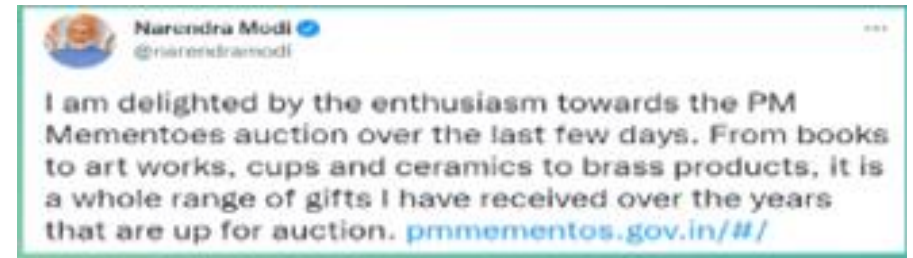 Narendra Modi
@narendramodi
I am delighted by the enthusiasm towards the PM
Mementoes auction over the last few days. From books
to art works, cups and ceramics to brass products, it is
a whole range of gifts I have received over the years
that are up for auction. pmmementos.gov.in/#/